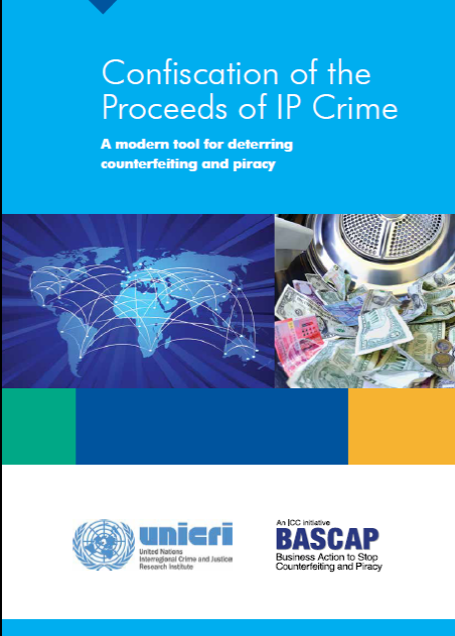 Confiscation of the
Proceeds of IP Crime
A modern tool for deterring
counterfeiting and piracy
unicri
United Nations
Interregional Crime and Justice
Research Institute
An ICC initiative
BASCAP
Business Action to Stop
Counterfeiting and Piracy